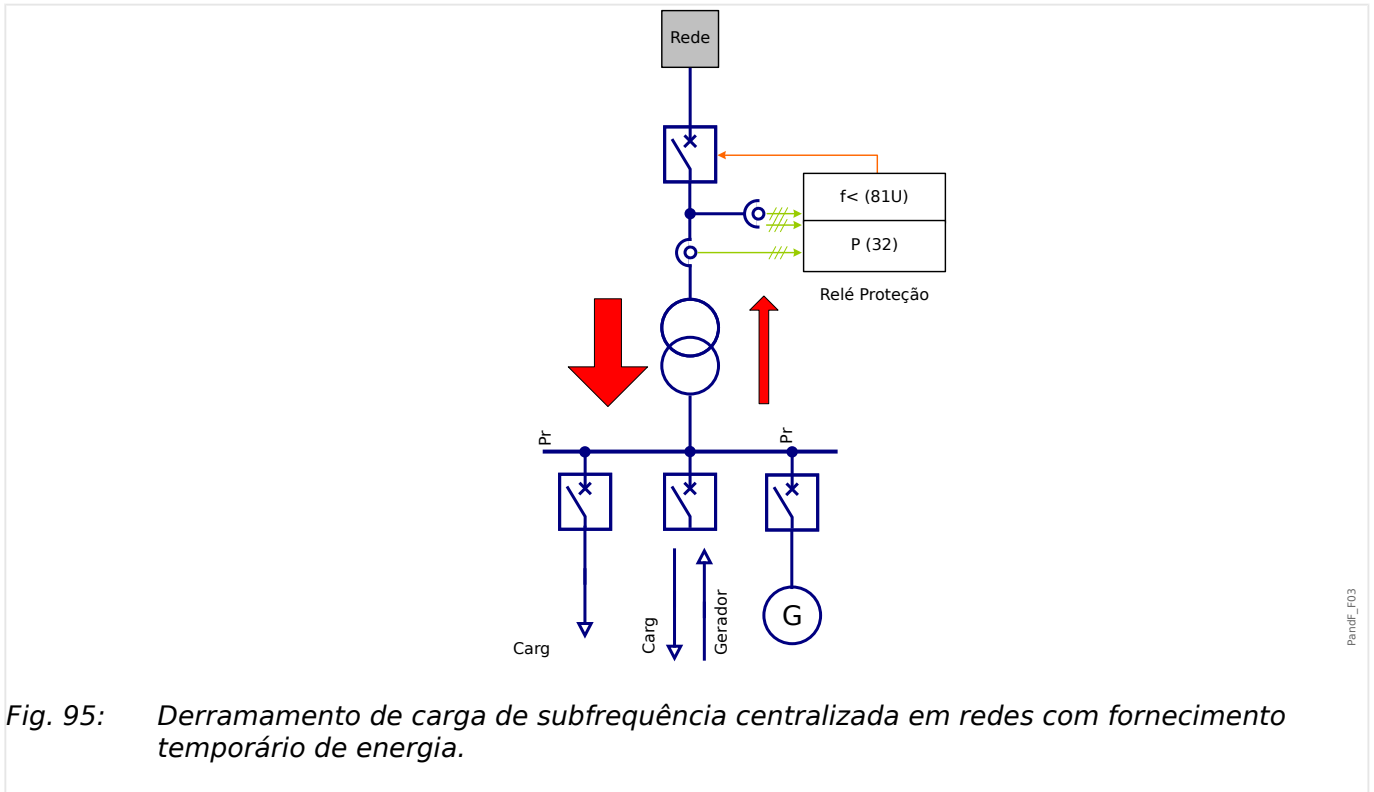 Rede
f< (81U)
P (32)
Relé Proteção
Pr
Pr
Carg
Carg
Gerador
G
PandF_F03
Fig. 95: Derramamento de carga de subfrequência centralizada em redes com fornecimento
temporário de energia.